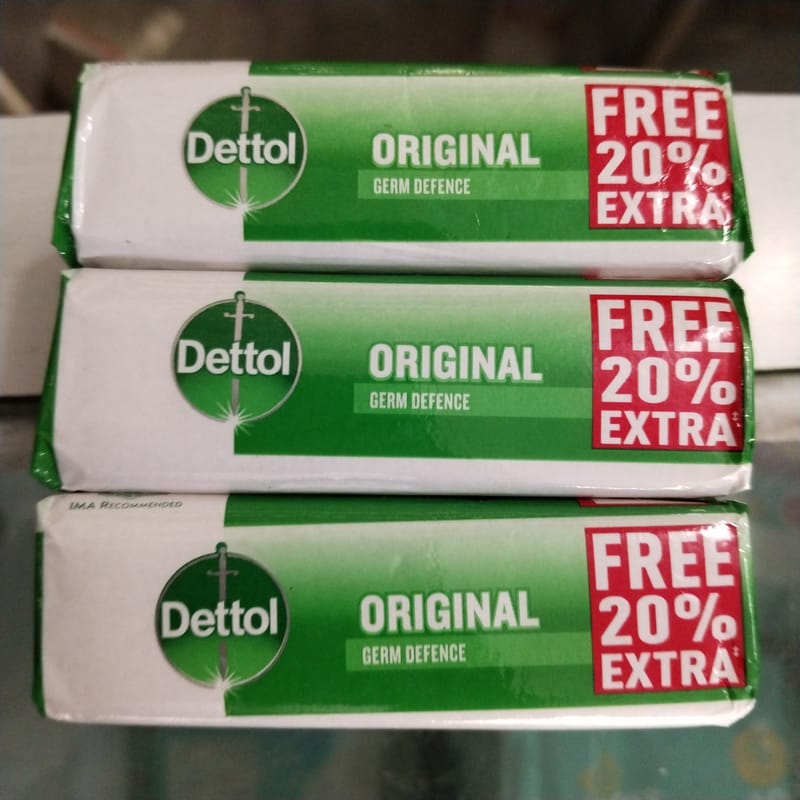 Dettol
ORIGINAL
GERM DEFENCE
FREE
20%
EXTRA
Dettol
ORIGINAL
GERM DEFENCE
FREE
20%
EXTRA‡
IMA RECOMMENDED
Dettol
ORIGINAL
GERM DEFENCE
FREE
20%
EXTRA‡